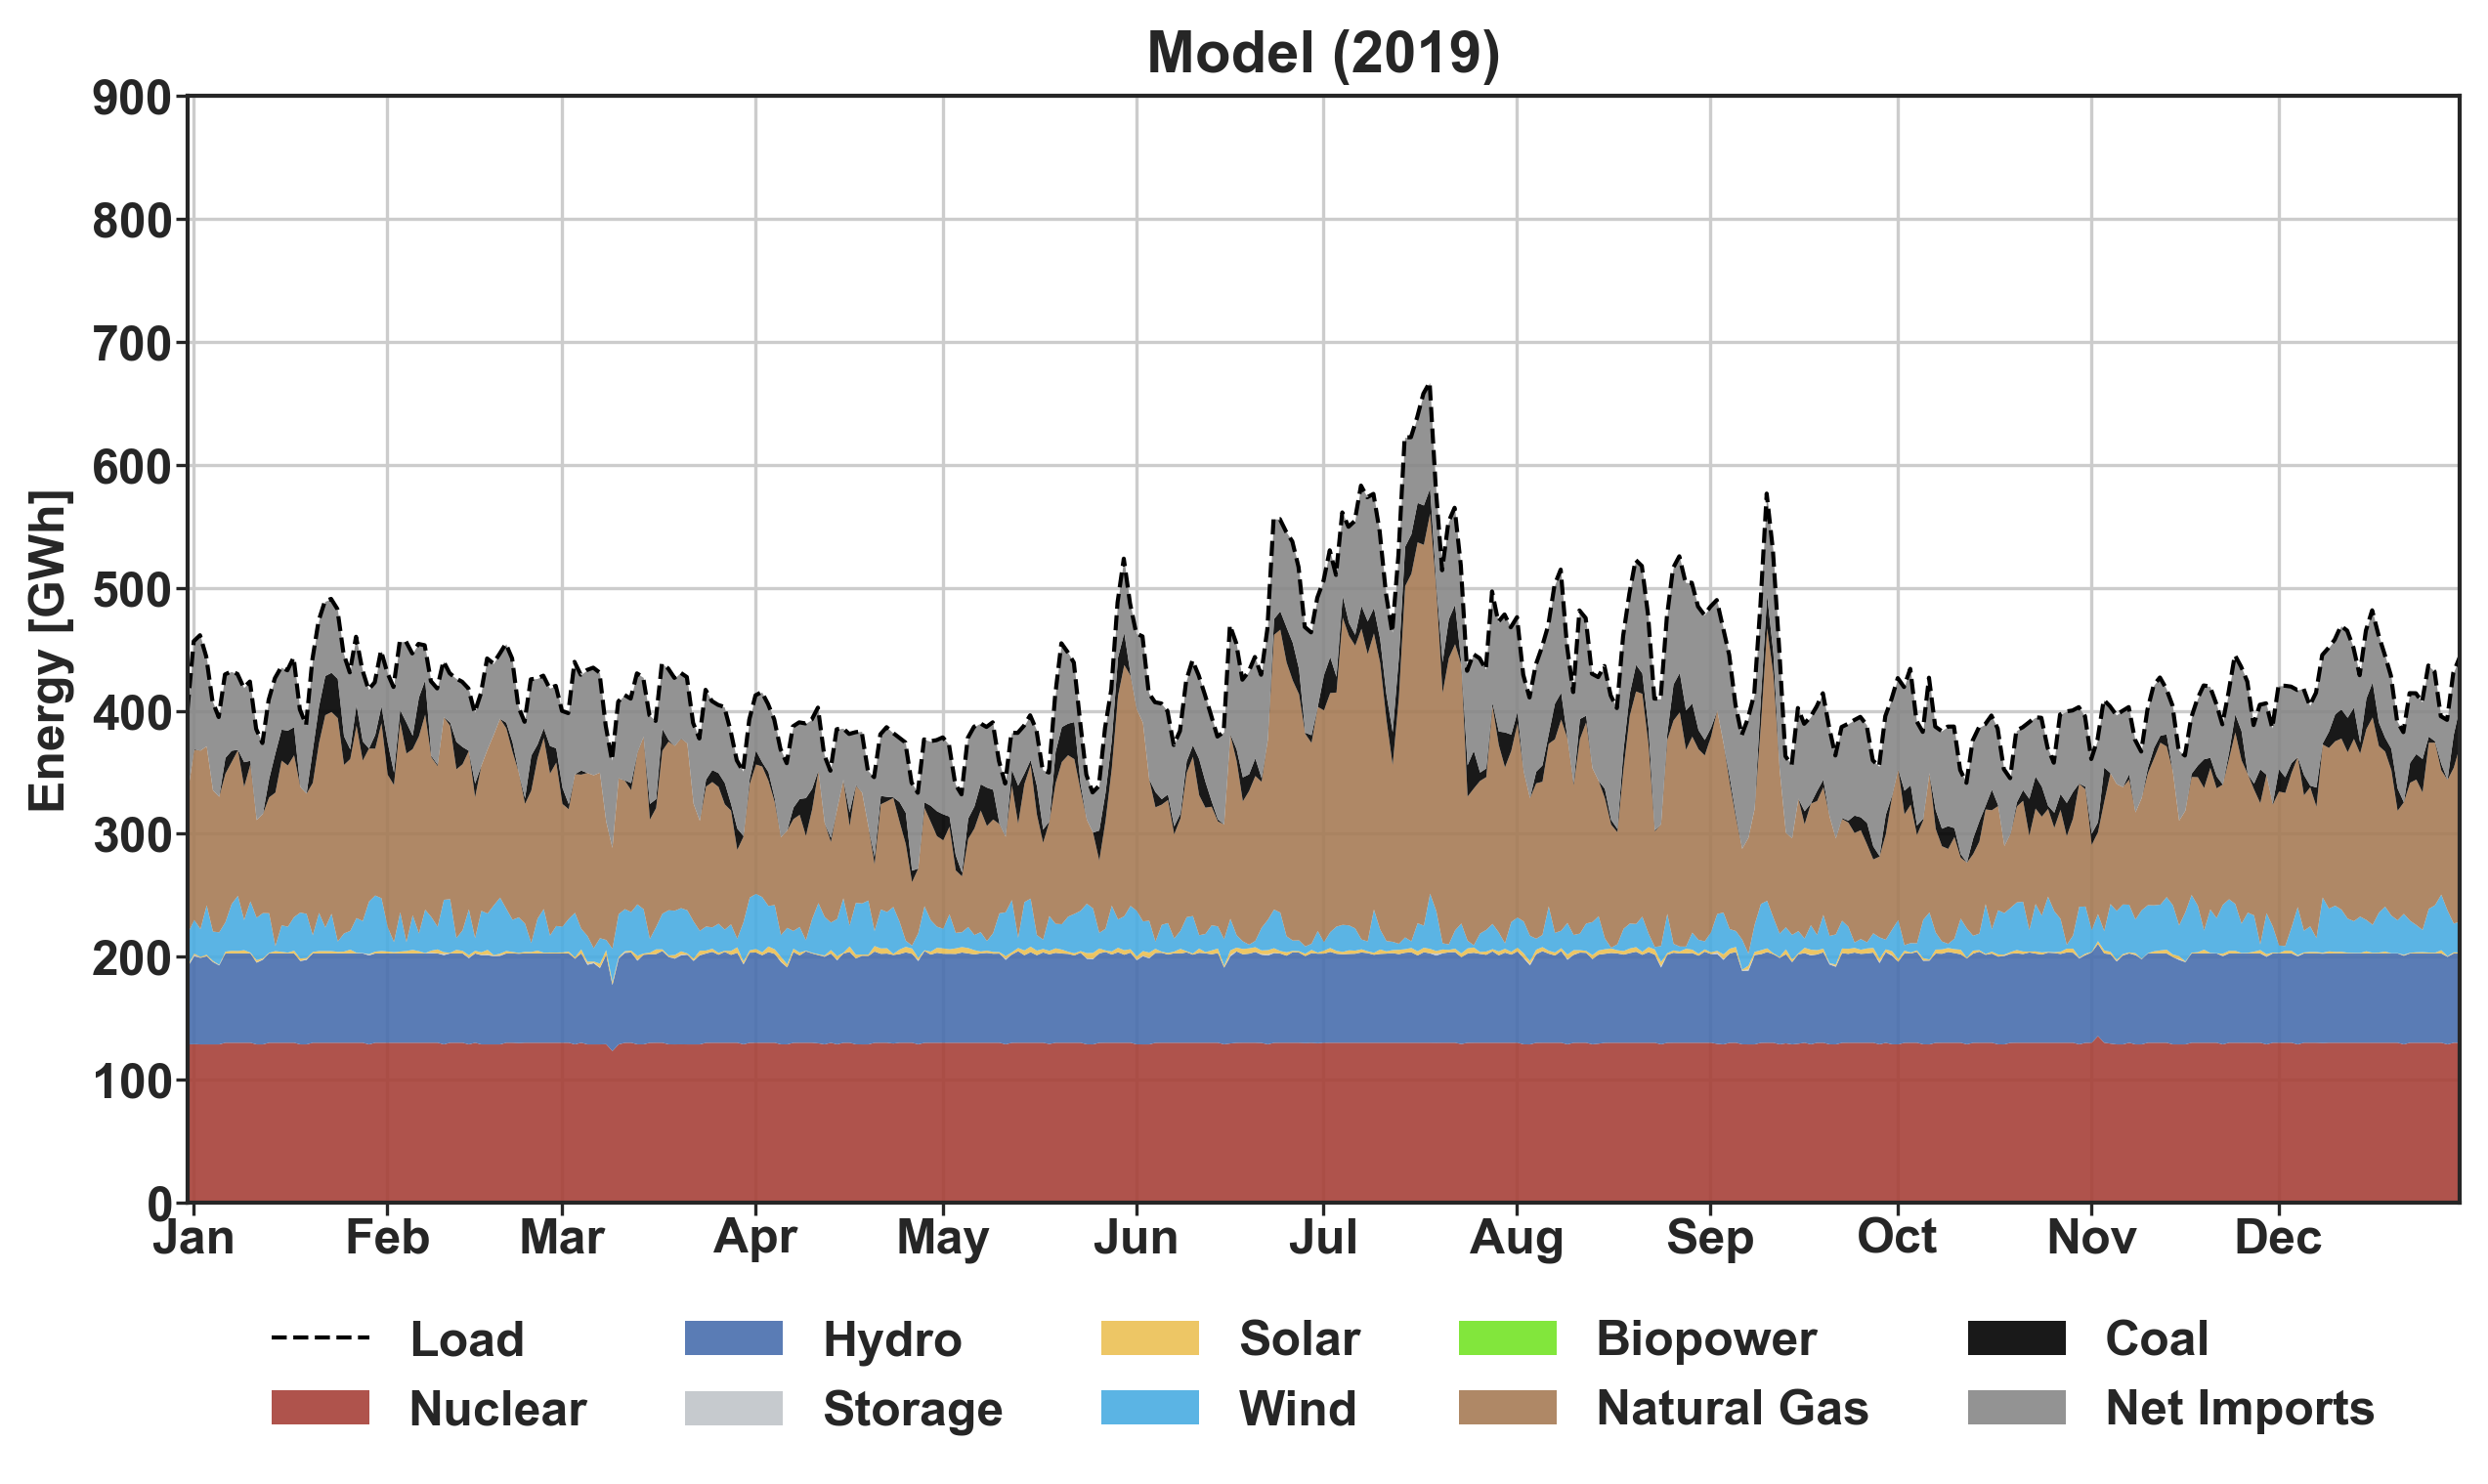 Model (2019)
Energy [GWh]
900
800
700
600
500
400
300
200
100
0
Jan Feb Mar Apr May Jun Jul Aug Sep Oct Nov Dec
Load Hydro Solar Biopower Coal
Nuclear Storage Wind Natural Gas Net Imports